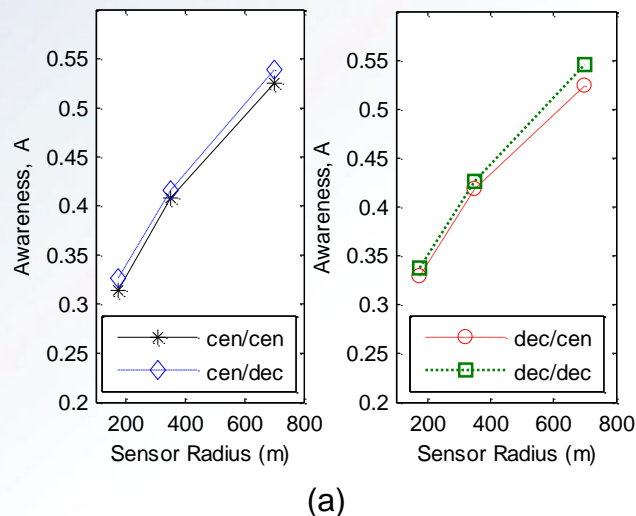 0.55
0.5
0.45
0.4
0.35
0.3
0.25
0.2
Awareness, A
cen/cen
cen/dec
200 400 600 800
Sensor Radius (m)
0.55
0.5
0.45
0.4
0.35
0.3
0.25
0.2
Awareness, A
dec/cen
dec/dec
200 400 600 800
Sensor Radius (m)
(a)